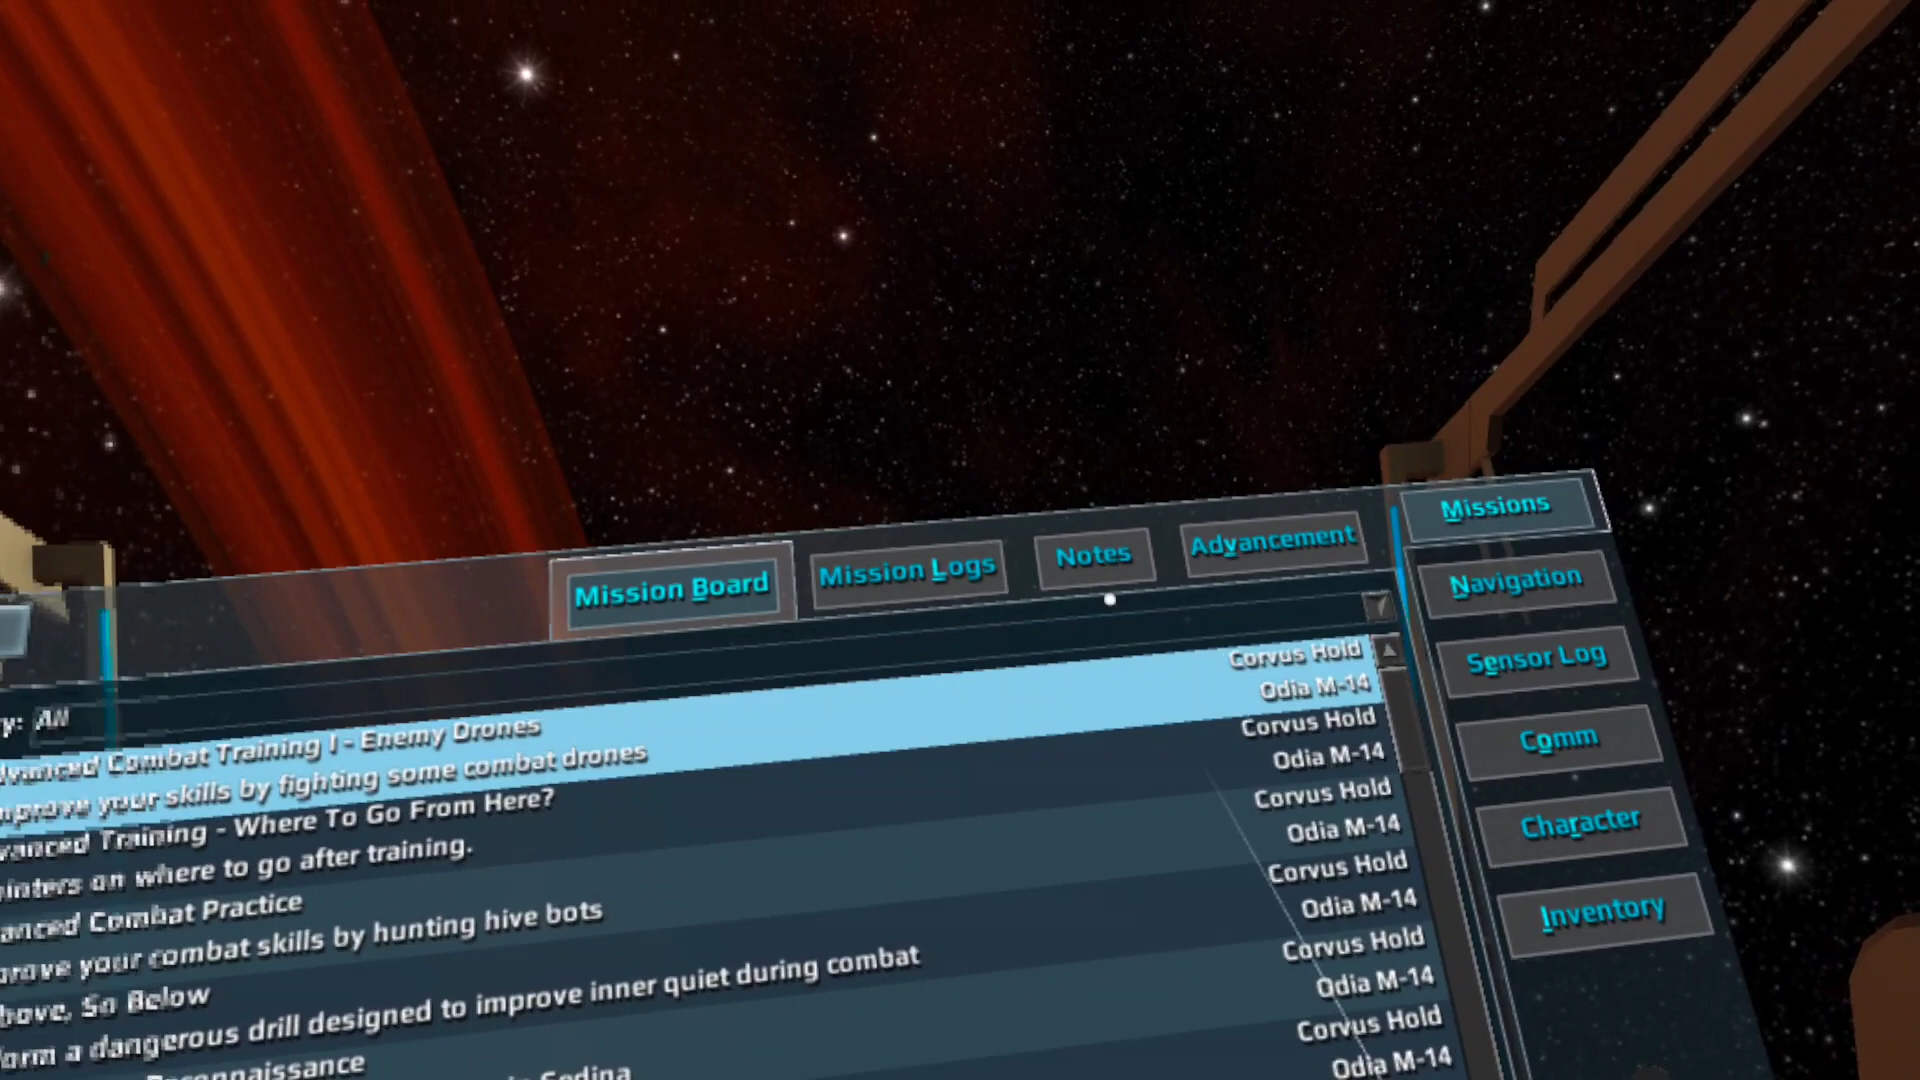 Missions
Mission Board
Mission Logs
Notes
Advancement
Navigation
Sensor Log
Comm
Character
Inventory
All
Combat Training I - Enemy Drones
Corvus Hold
your skills by fighting some combat drones
Odia M-14
Training - Where To Go From Here?
Corvus Hold
on where to go after training.
Odia M-14
Combat Practice
Corvus Hold
your combat skills by hunting hive bots
Odia M-14
So Below
Corvus Hold
a dangerous drill designed to improve inner quiet during combat
Odia M-14
Corvus Hold
Odia M-14
Corvus Hold
Odia M-14